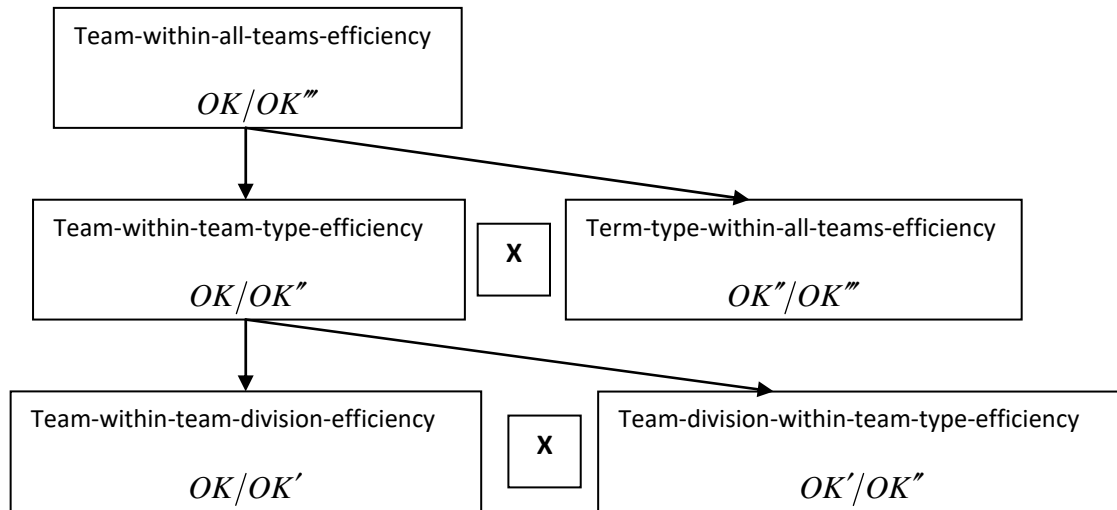 Team-within-all-teams-efficiency
OK/OK‴
Team-within-team-type-efficiency
X
Term-type-within-all-teams-efficiency
OK/OK″
OK″/OK‴
Team-within-team-division-efficiency
X
Team-division-within-team-type-efficiency
OK/OK′
OK′/OK″